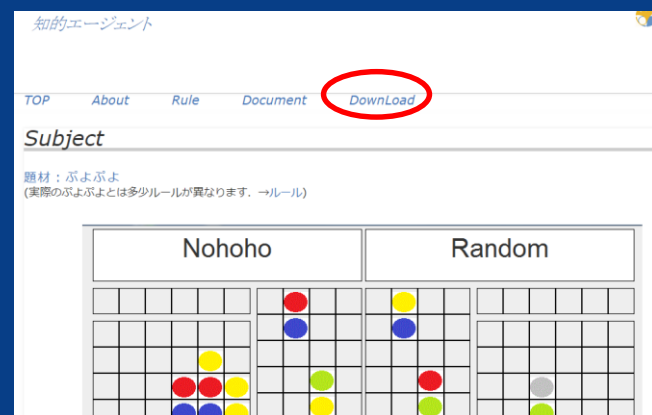 知的エージェント
TOP About Rule Document DownLoad
Subject
題材；ぷよぷよ
(実際のぷよぷよとは多少ルールが異なります．→ルール)
Nohoho Random